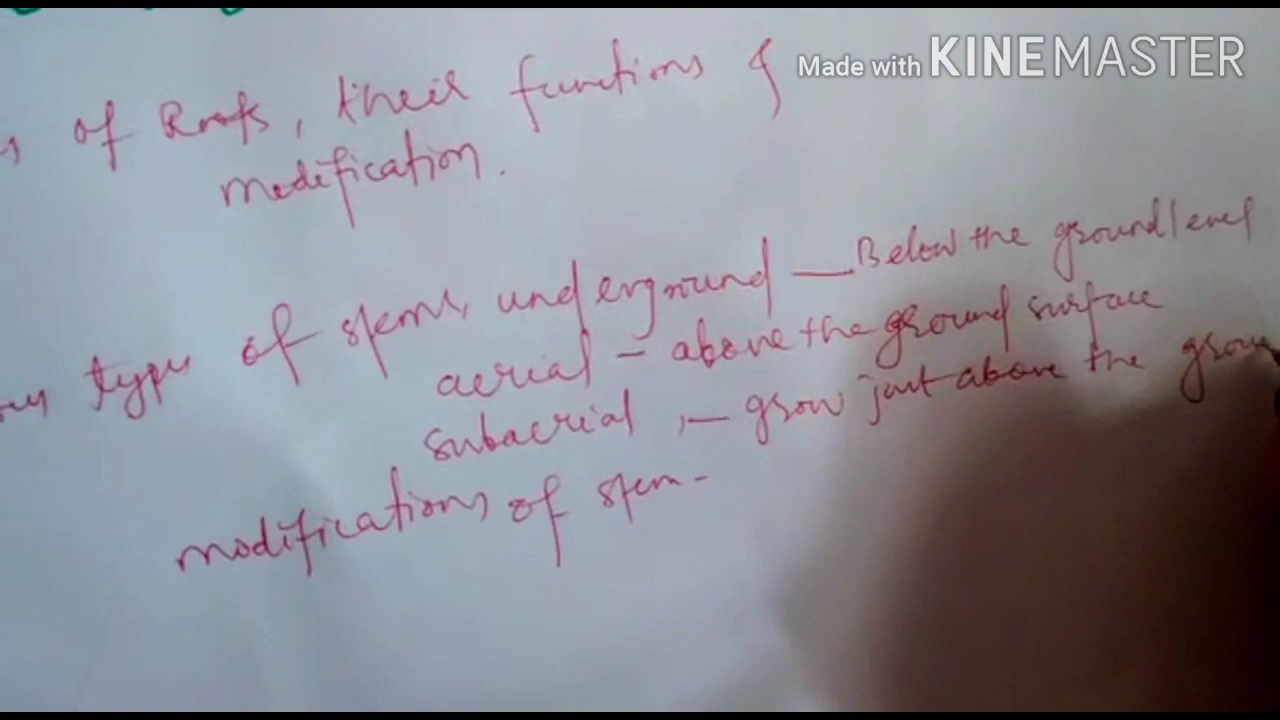 Made with KINEMASTER
of Roots, their functions &
modification.
types of stems, underground — Below the ground level
aerial - above the ground surface
subaerial, - grow just above the
modifications of stem -